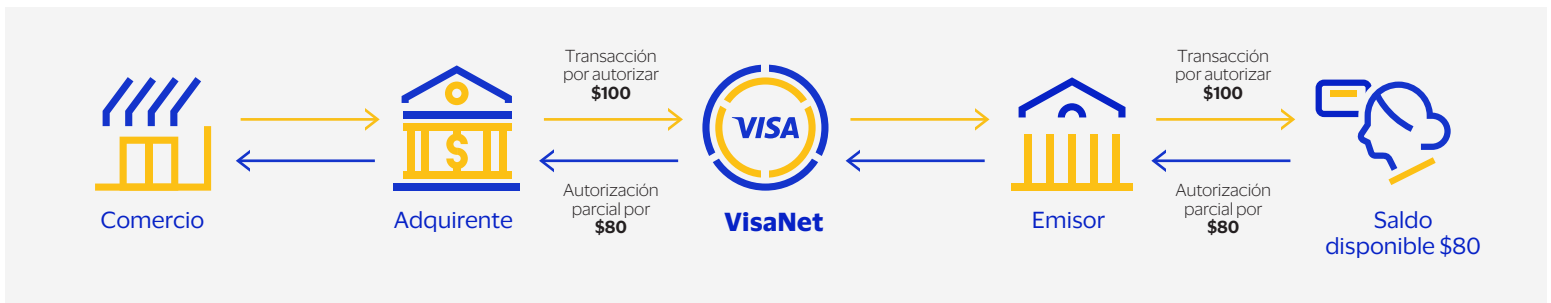 Comercio
Adquirente
Transacción
por autorizar
$100
Autorización
parcial por
$80
VISA
VisaNet
Emisor
Transacción
por autorizar
$100
Autorización
parcial por
$80
Saldo
disponible $80
$